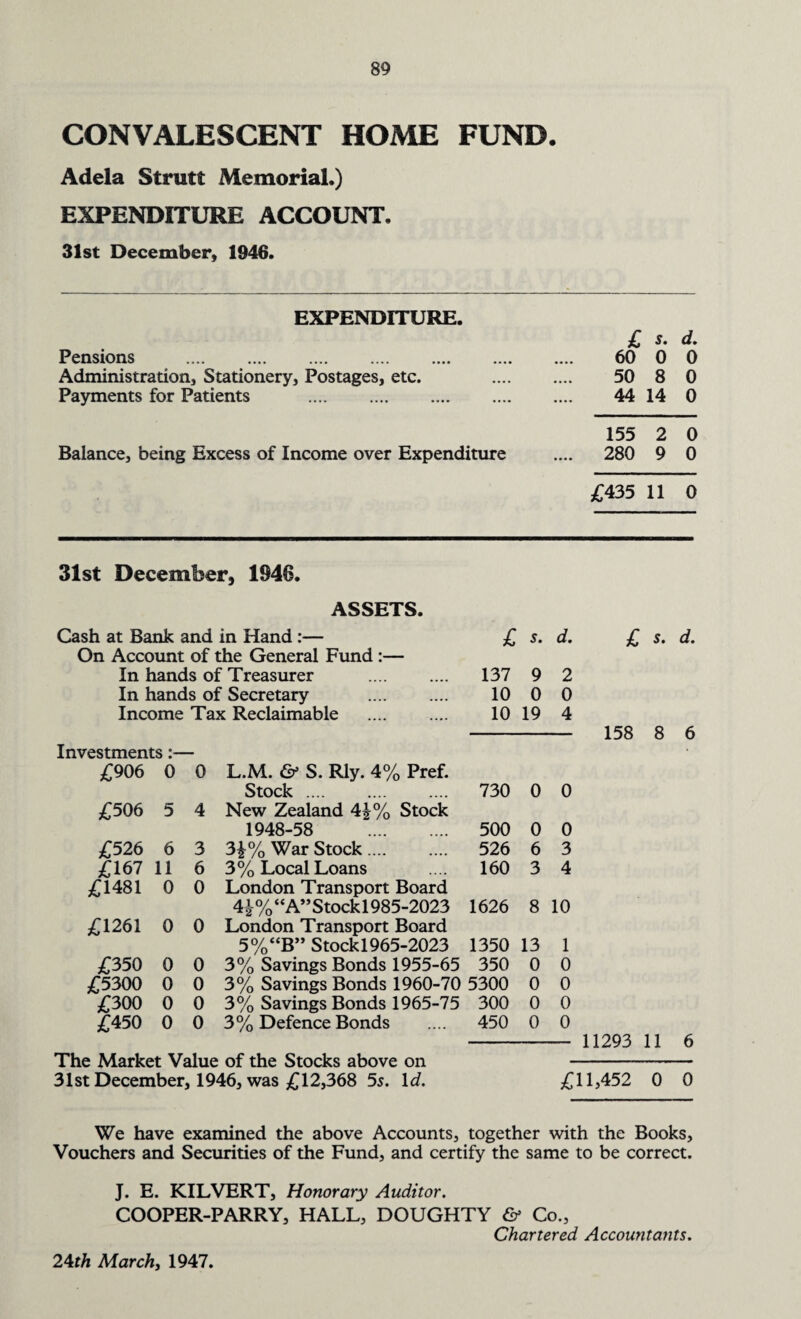 89
CONVALESCENT HOME FUND.
Adela Strutt Memorial.)
EXPENDITURE ACCOUNT.
31st December, 1946.
EXPENDITURE.
£ s. d.
Pensions .... .... .... .... .... .... .... 60 0 0
Administration, Stationery, Postages, etc. .... .... 50 8 0
Payments for Patients .... .... .... .... .... 44 14 0
155 2 0
Balance, being Excess of Income over Expenditure .... 280 9 0
£435 11 0
31st December, 1946.
ASSETS.
Cash at Bank and in Hand :— £ s. d. £ s. d.
On Account of the General Fund :—
In hands of Treasurer .... .... 137 9 2
In hands of Secretary .... .... 10 0 0
Income Tax Reclaimable .... .... 10 19 4
158 8 6
Investments :—
£906 0 0 L.M. & S. Rly. 4% Pref.
Stock .... .... .... 730 0 0
£506 5 4 New Zealand 4½% Stock
1948-58 .... .... 500 0 0
£526 6 3 3½% War Stock .... .... 526 6 3
£167 11 6 3% Local Loans .... 160 3 4
£1481 0 0 London Transport Board
4½%“A”Stock1985-2023 1626 8 10
£1261 0 0 London Transport Board
5%“B” Stock1965-2023 1350 13 1
£350 0 0 3% Savings Bonds 1955-65 350 0 0
£5300 0 0 3% Savings Bonds 1960-70 5300 0 0
£300 0 0 3% Savings Bonds 1965-75 300 0 0
£450 0 0 3% Defence Bonds .... 450 0 0
11293 11 6
The Market Value of the Stocks above on
31st December, 1946, was £12,368 5s. 1d. £11,452 0 0
We have examined the above Accounts, together with the Books,
Vouchers and Securities of the Fund, and certify the same to be correct.
J. E. KILVERT, Honorary Auditor.
COOPER-PARRY, HALL, DOUGHTY & Co.,
Chartered Accountants.
24th March, 1947.